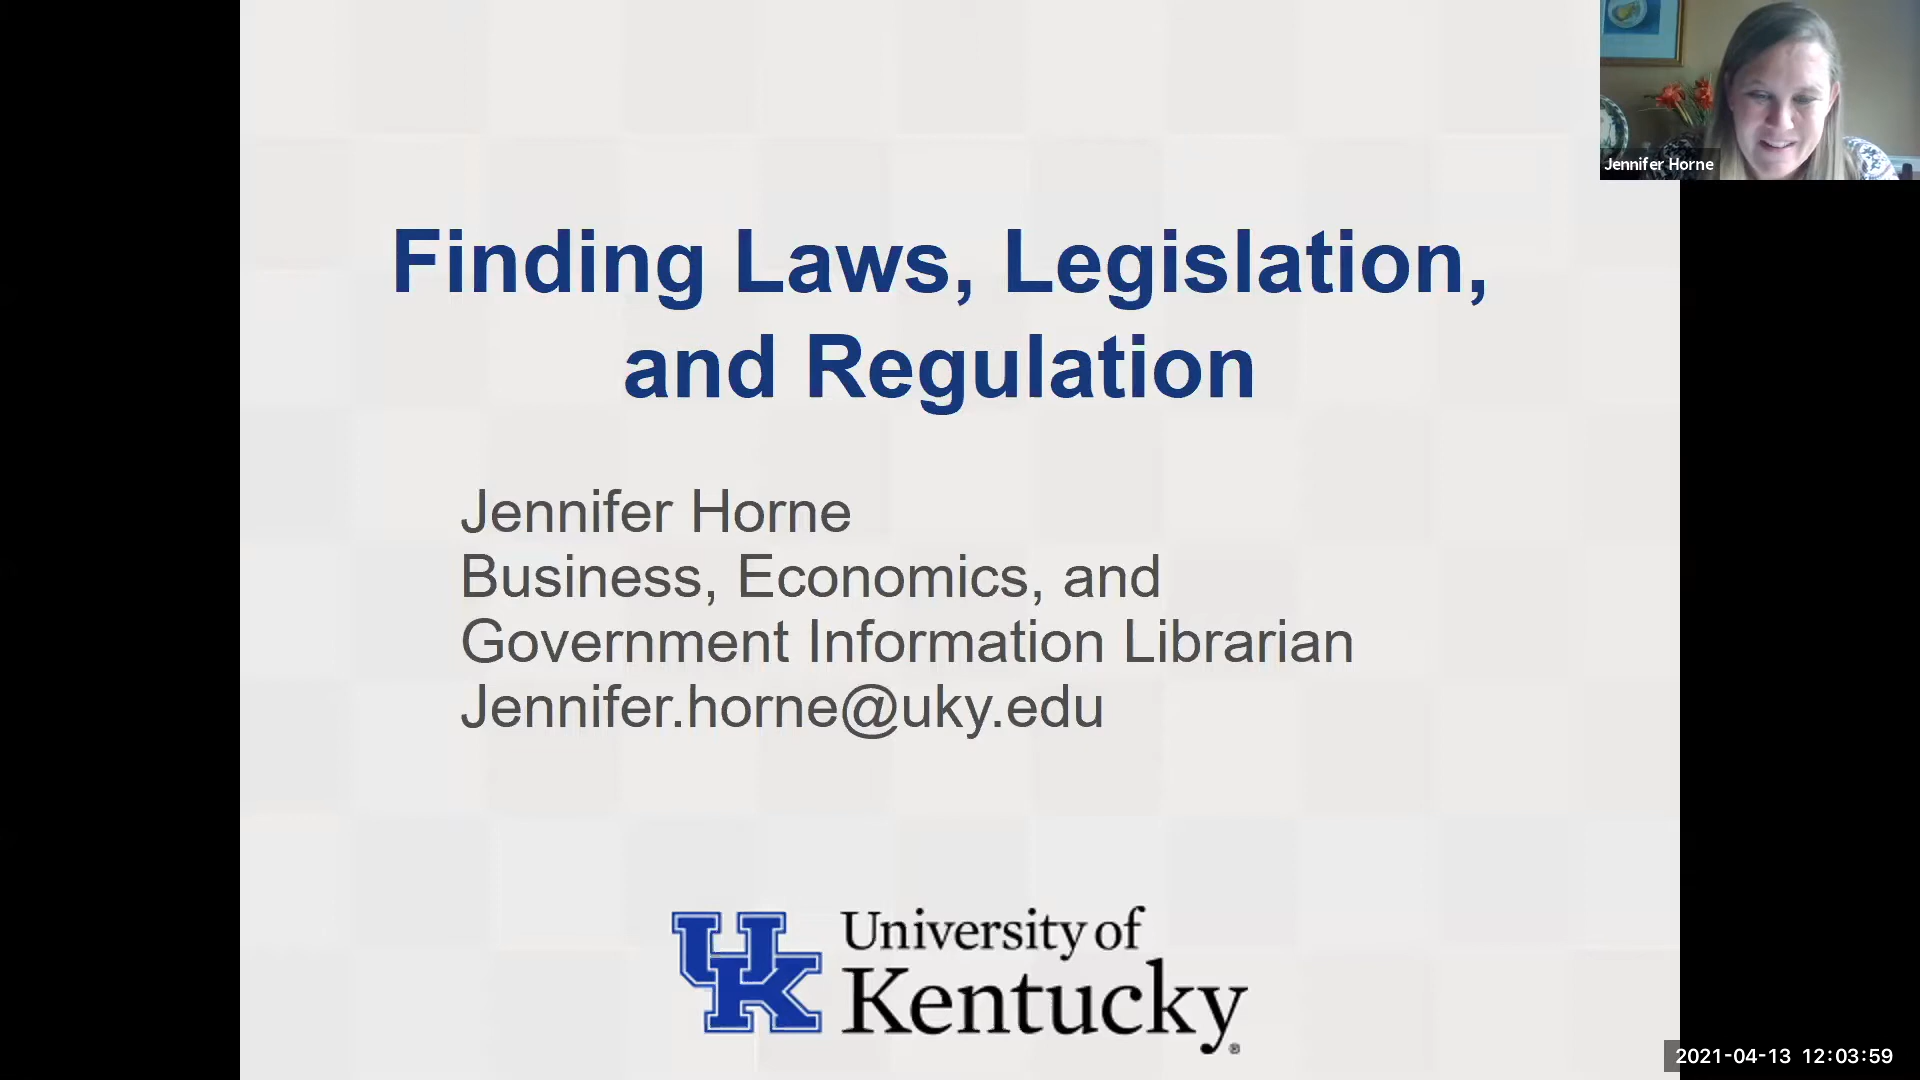 Finding Laws, Legislation,
and Regulation
Jennifer Horne
Jennifer Horne
Business, Economics, and
Government Information Librarian
Jennifer.horne@uky.edu
UK
University of
Kentucky®
2021-04-13 12:03:59